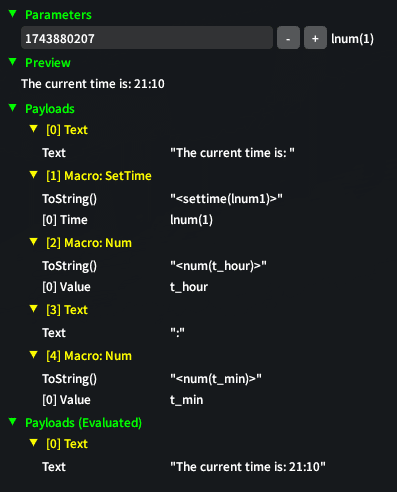 Parameters
1743880207 - + lnum(1)
Preview
The current time is: 21:10
Payloads
[0] Text
Text "The current time is: "
[1] Macro: SetTime
ToString() "<settime(lnum1)>"
[0] Time lnum(1)
[2] Macro: Num
ToString() "<num(t_hour)>"
[0] Value t_hour
[3] Text
Text ":"
[4] Macro: Num
ToString() "<num(t_min)>"
[0] Value t_min
Payloads (Evaluated)
[0] Text
Text "The current time is: 21:10"